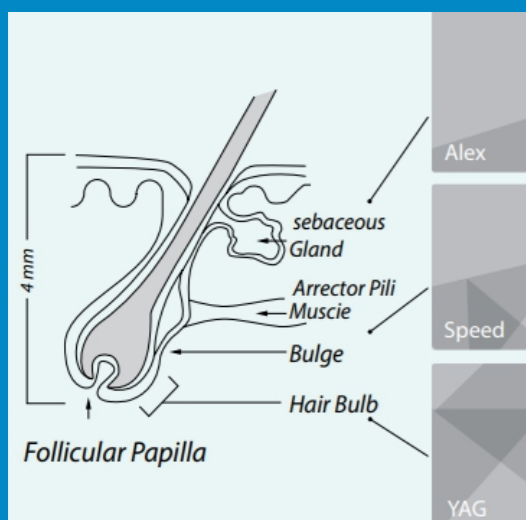 Alex
sebaceous
Gland
4 mm
Arrector Pili
Muscie
Speed
Bulge
Hair Bulb
Follicular Papilla
YAG